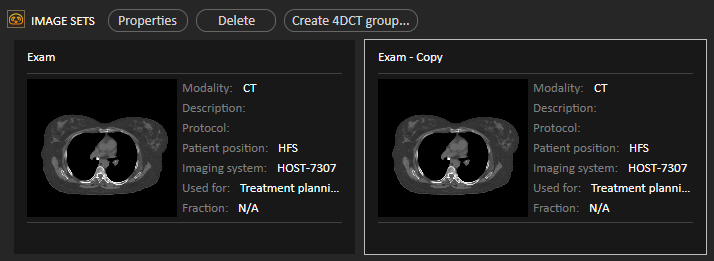 IMAGE SETS Properties Delete Create 4DCT group...
Exam
Modality: CT
Description:
Protocol:
Patient position: HFS
Imaging system: HOST-7307
Used for: Treatment planni...
Fraction: N/A
Exam - Copy
Modality: CT
Description:
Protocol:
Patient position: HFS
Imaging system: HOST-7307
Used for: Treatment planni...
Fraction: N/A